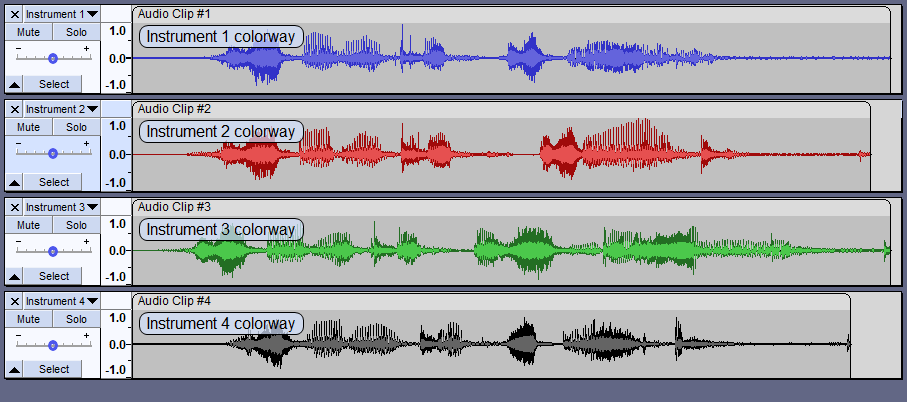 × Instrument 1 Audio Clip #1
Mute Solo 1.0 Instrument 1 colorway
- + 0.0-
Select -1.0
× Instrument 2 Audio Clip #2
Mute Solo 1.0 Instrument 2 colorway
- + 0.0-
Select -1.0
× Instrument 3 Audio Clip #3
Mute Solo 1.0 Instrument 3 colorway
- + 0.0-
Select -1.0
× Instrument 4 Audio Clip #4
Mute Solo 1.0 Instrument 4 colorway
- + 0.0-
Select -1.0